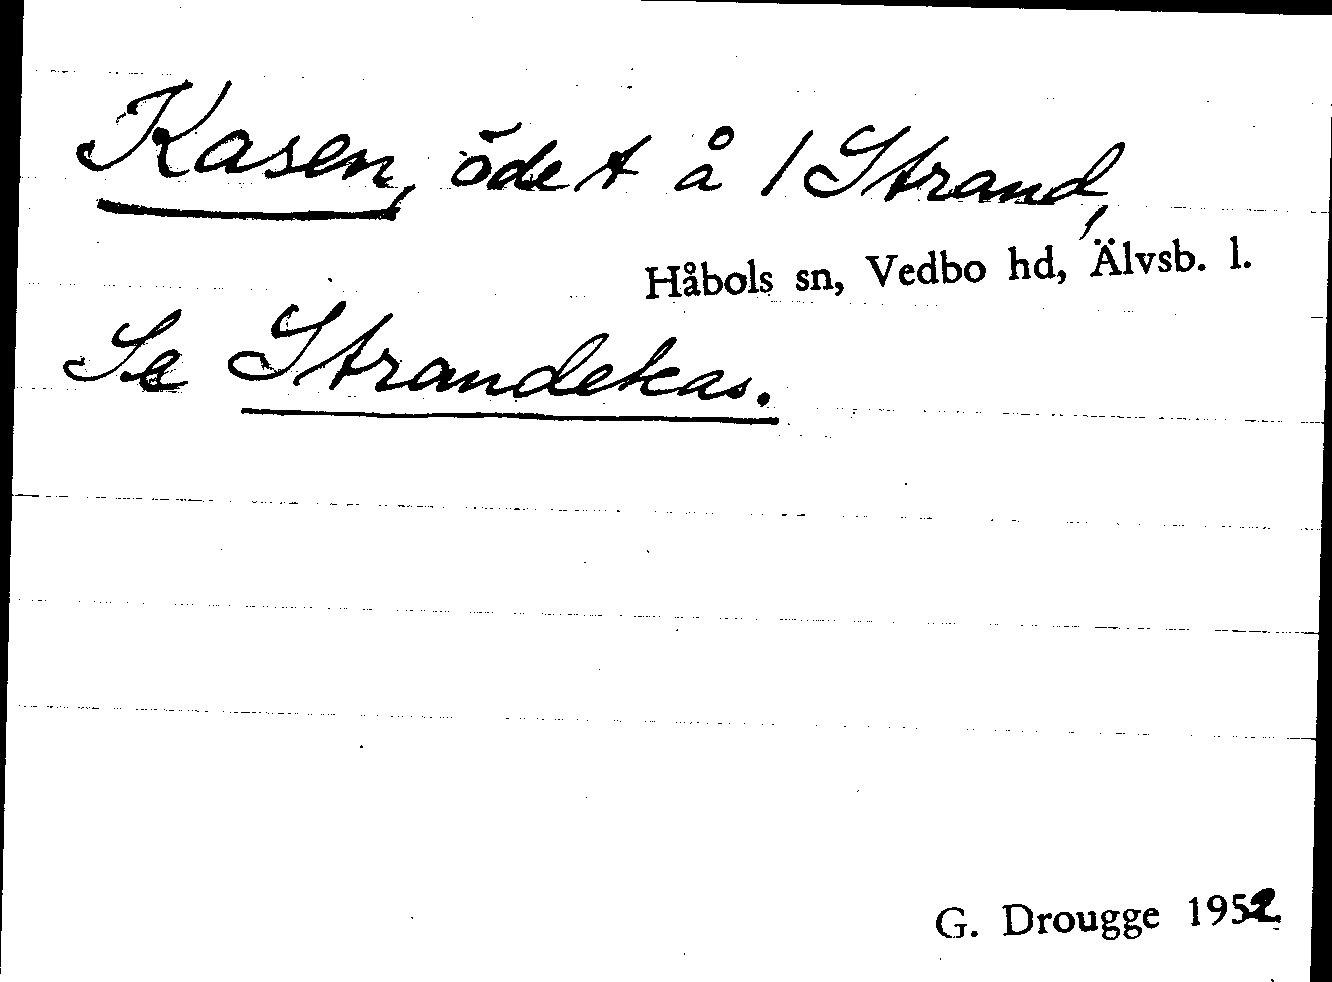 Kasen, ödet å 1 Strand,
Håbols sn, Vedbo hd, Älvsb. l.
Se Strandekas.
G. Drougge 1952